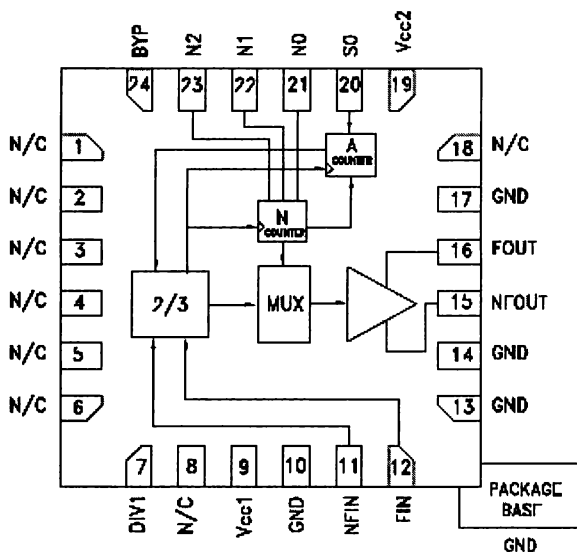 BYP N2 N1 N0 S0 Vcc2
24 23 22 21 20 19
N/C 1
N/C 2
N/C 3
N/C 4
N/C 5
N/C 6
A
COUNTER
N
COUNTER
2/3
MUX
18 N/C
17 GND
16 FOUT
15 NFOUT
14 GND
13 GND
7 8 9 10 11 12
DIV1 N/C Vcc1 GND NFIN FIN
PACKAGE
BASE
GND